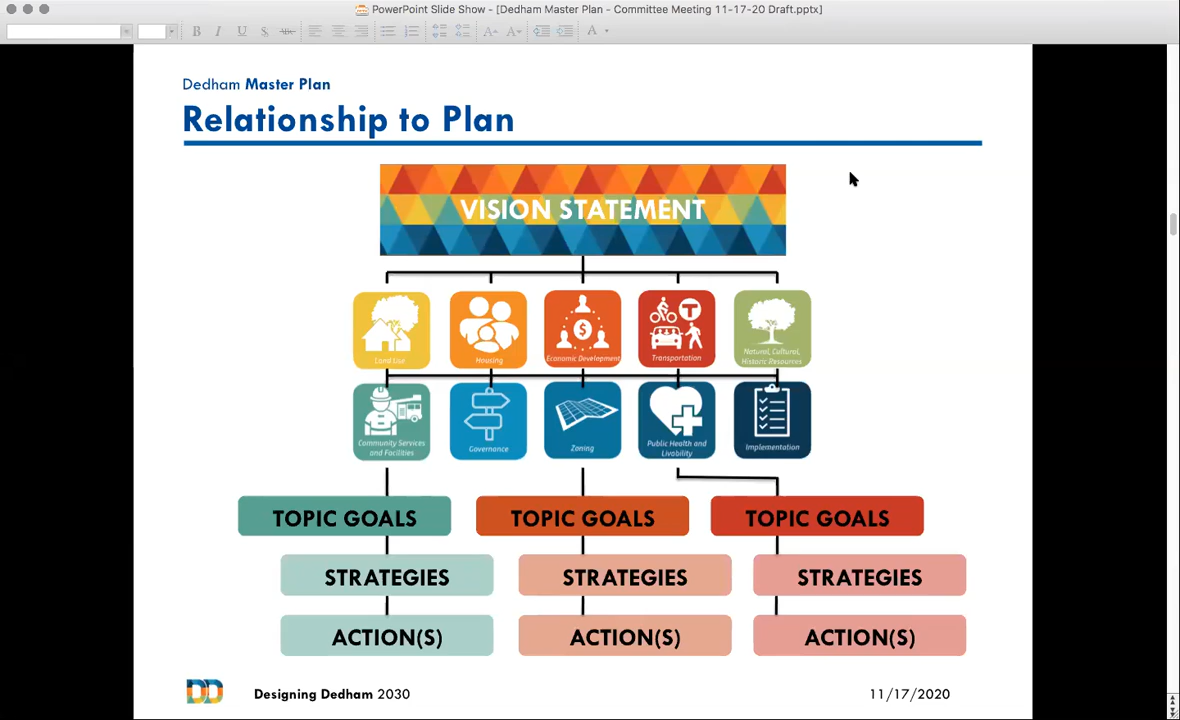 PowerPoint Slide Show - [Dedham Master Plan - Committee Meeting 11-17-20 Draft.pptx]
B I U S ABC A A A
Dedham Master Plan
Relationship to Plan
VISION STATEMENT
Land Use
Housing
Economic Development
T
Transportation
Natural, Cultural,
Historic Resources
Community Services
and Facilities
Governance
Zoning
Public Health and
Livability
Implementation
TOPIC GOALS
TOPIC GOALS
TOPIC GOALS
STRATEGIES
STRATEGIES
STRATEGIES
ACTION(S)
ACTION(S)
ACTION(S)
DD
Designing Dedham 2030
11/17/2020